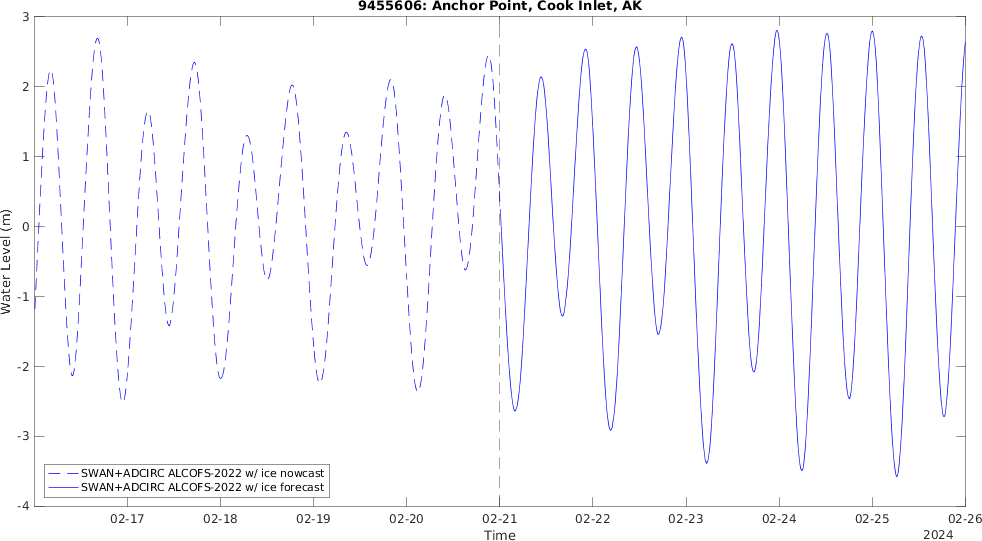 9455606: Anchor Point, Cook Inlet, AK
3
2
1
0
-1
-2
-3
-4
Water Level (m)
SWAN+ADCIRC ALCOFS-2022 w/ ice nowcast
SWAN+ADCIRC ALCOFS-2022 w/ ice forecast
02-17 02-18 02-19 02-20 02-21 02-22 02-23 02-24 02-25 02-26
Time
2024